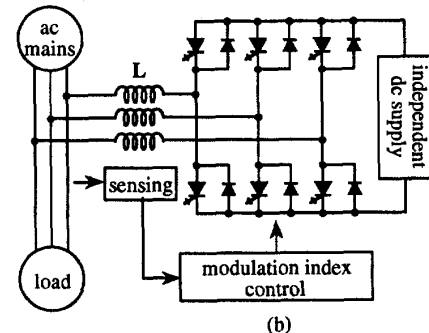 ac
mains
L
independent
dc supply
sensing
load
modulation index
control
(b)